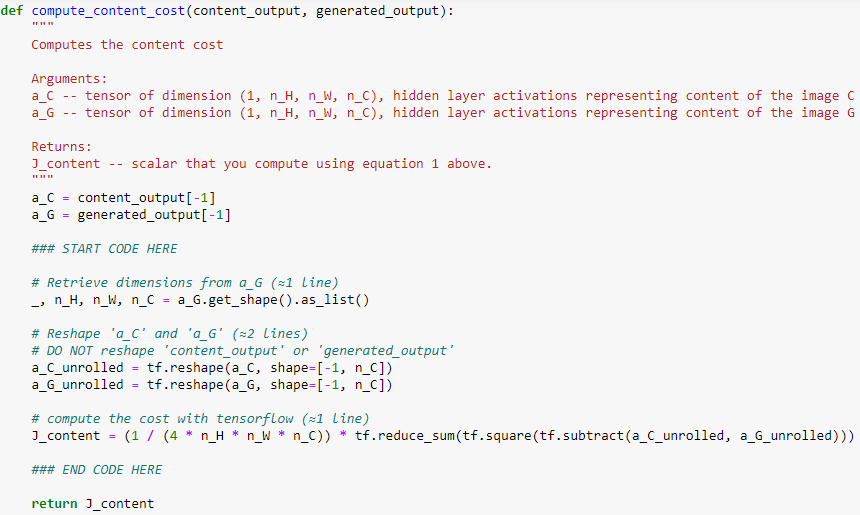 def compute_content_cost(content_output, generated_output):
    """
    Computes the content cost
    Arguments:
    a_C -- tensor of dimension (1, n_H, n_W, n_C), hidden layer activations representing content of the image C
    a_G -- tensor of dimension (1, n_H, n_W, n_C), hidden layer activations representing content of the image G
    Returns:
    J_content -- scalar that you compute using equation 1 above.
    """
    a_C = content_output[-1]
    a_G = generated_output[-1]
    ### START CODE HERE
    # Retrieve dimensions from a_G (≈1 line)
    _, n_H, n_W, n_C = a_G.get_shape().as_list()
    # Reshape 'a_C' and 'a_G' (≈2 lines)
    # DO NOT reshape 'content_output' or 'generated_output'
    a_C_unrolled = tf.reshape(a_C, shape=[-1, n_C])
    a_G_unrolled = tf.reshape(a_G, shape=[-1, n_C])
    # compute the cost with tensorflow (≈1 line)
    J_content = (1 / (4 * n_H * n_W * n_C)) * tf.reduce_sum(tf.square(tf.subtract(a_C_unrolled, a_G_unrolled)))
    ### END CODE HERE
    return J_content